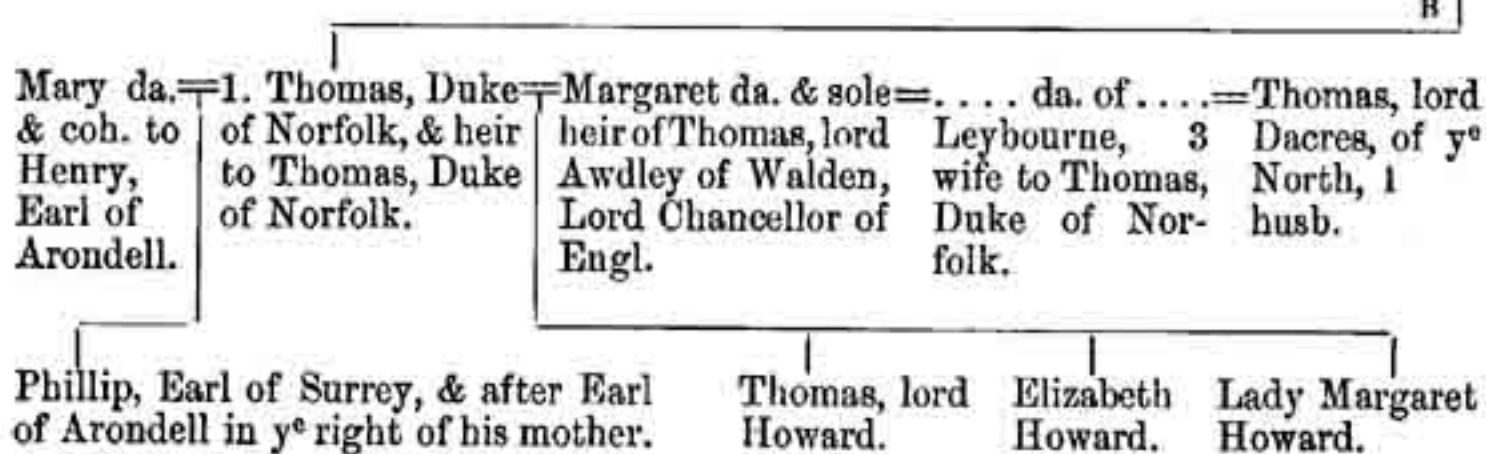 B
Mary da.=1. Thomas, Duke=Margaret da. & sole=.... da. of ....=Thomas, lord
& coh. to of Norfolk, & heir heir of Thomas, lord Leybourne, 3 Dacres, of yᵉ
Henry, to Thomas, Duke Awdley of Walden, wife to Thomas, North, 1
Earl of of Norfolk. Lord Chancellor of Duke of Nor- husb.
Arondell. Engl. folk.
Phillip, Earl of Surrey, & after Earl Thomas, lord Elizabeth Lady Margaret
of Arondell in yᵉ right of his mother. Howard. Howard. Howard.